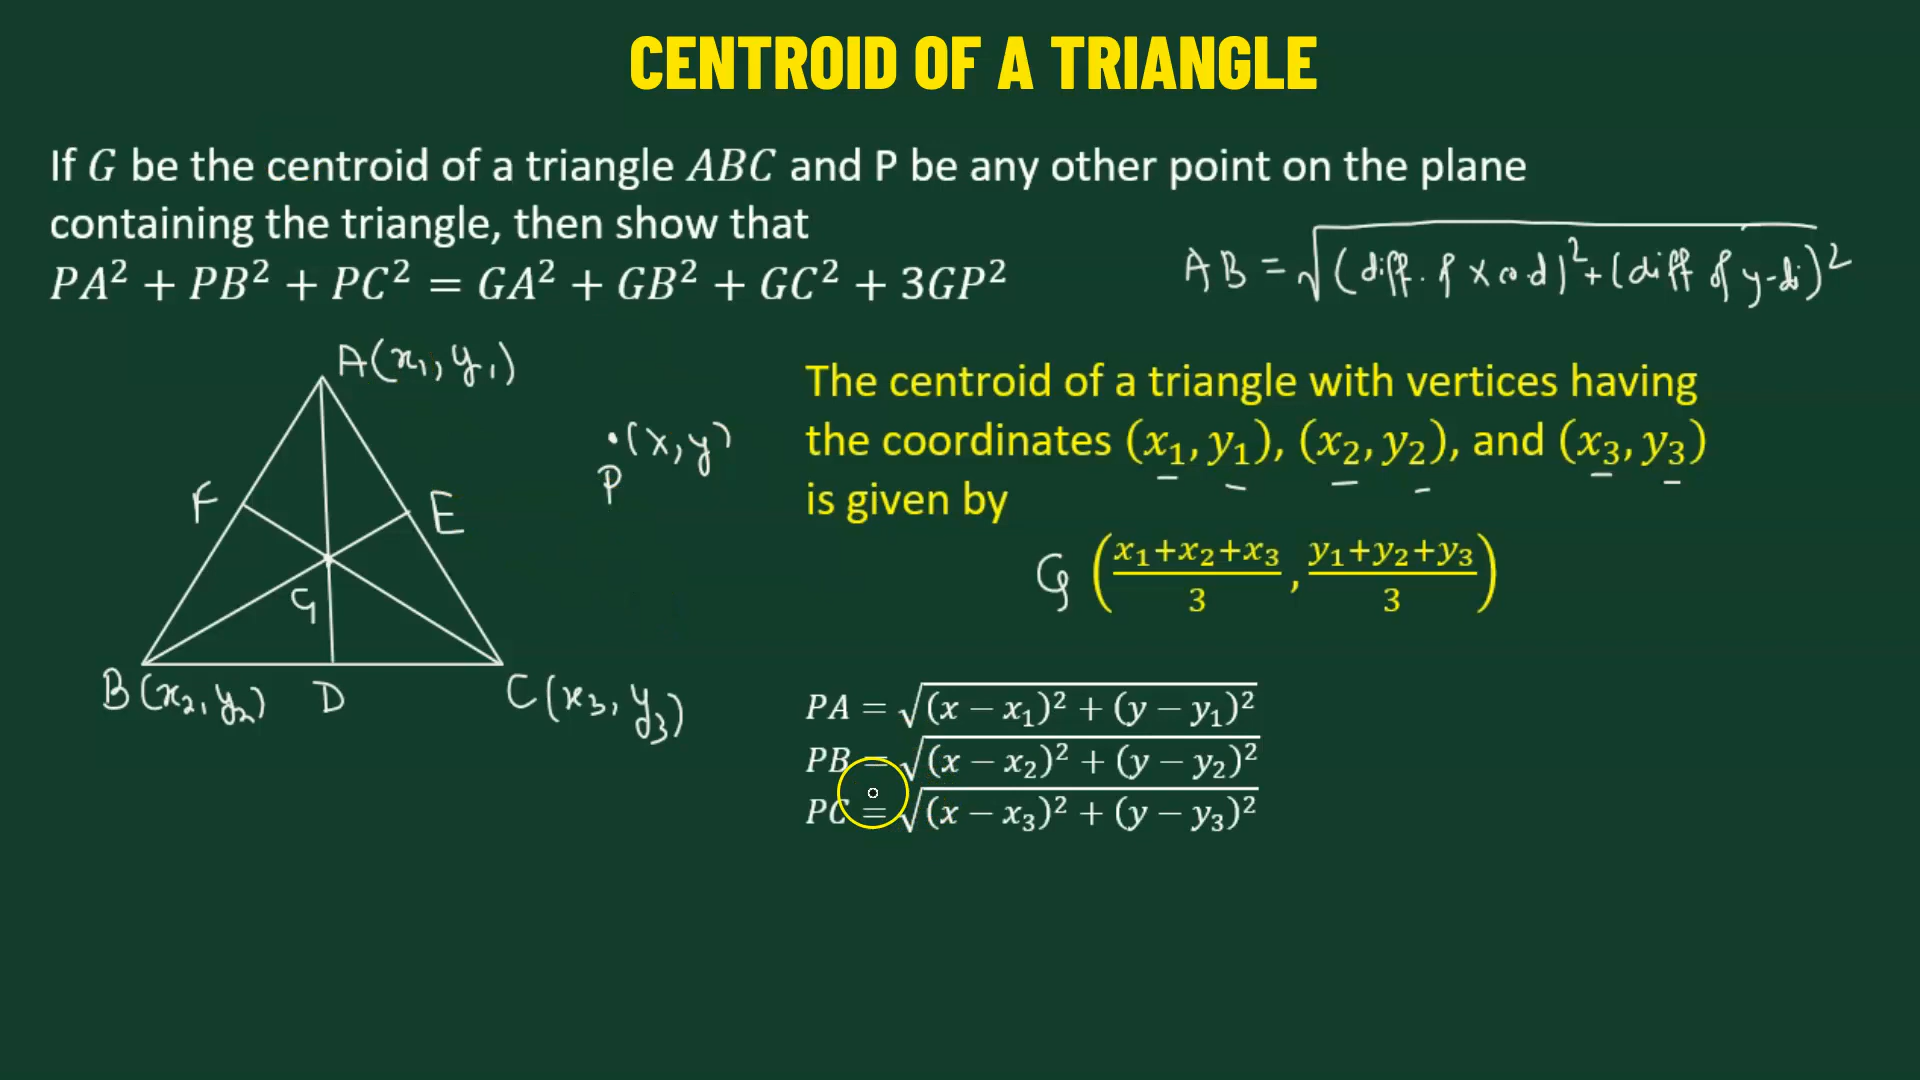 CENTROID OF A TRIANGLE
If G be the centroid of a triangle ABC and P be any other point on the plane
containing the triangle, then show that
PA² + PB² + PC² = GA² + GB² + GC² + 3GP²
AB = √(diff. of x co.d)² + (diff of y-di)²
A(x₁, y₁)
P (x, y)
F
E
G
B(x₂, y₂)
D
C(x₃, y₃)
The centroid of a triangle with vertices having
the coordinates (x₁, y₁), (x₂, y₂), and (x₃, y₃)
is given by
G ((x₁+x₂+x₃)/3, (y₁+y₂+y₃)/3)
PA = √(x − x₁)² + (y − y₁)²
PB = √(x − x₂)² + (y − y₂)²
PC = √(x − x₃)² + (y − y₃)²